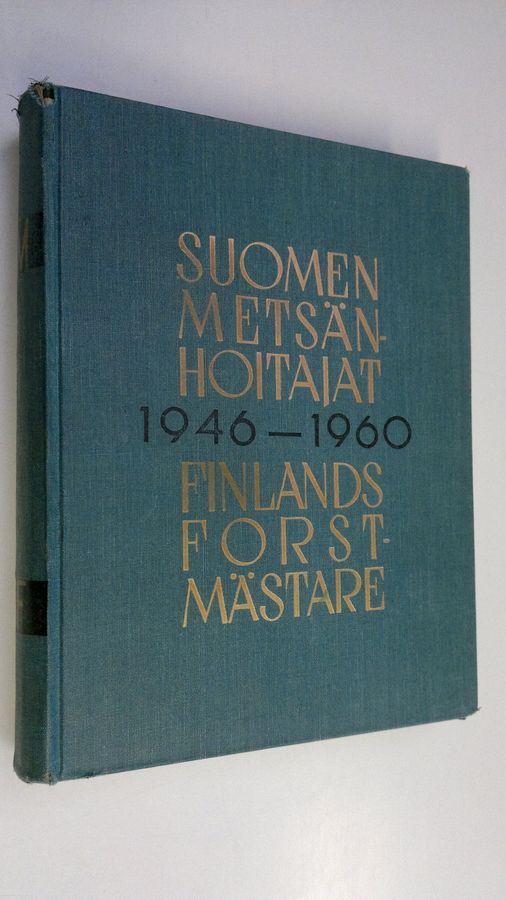 SUOMEN
METSÄN-
HOITAJAT
1946—1960
FINLANDS
FORST-
MÄSTARE